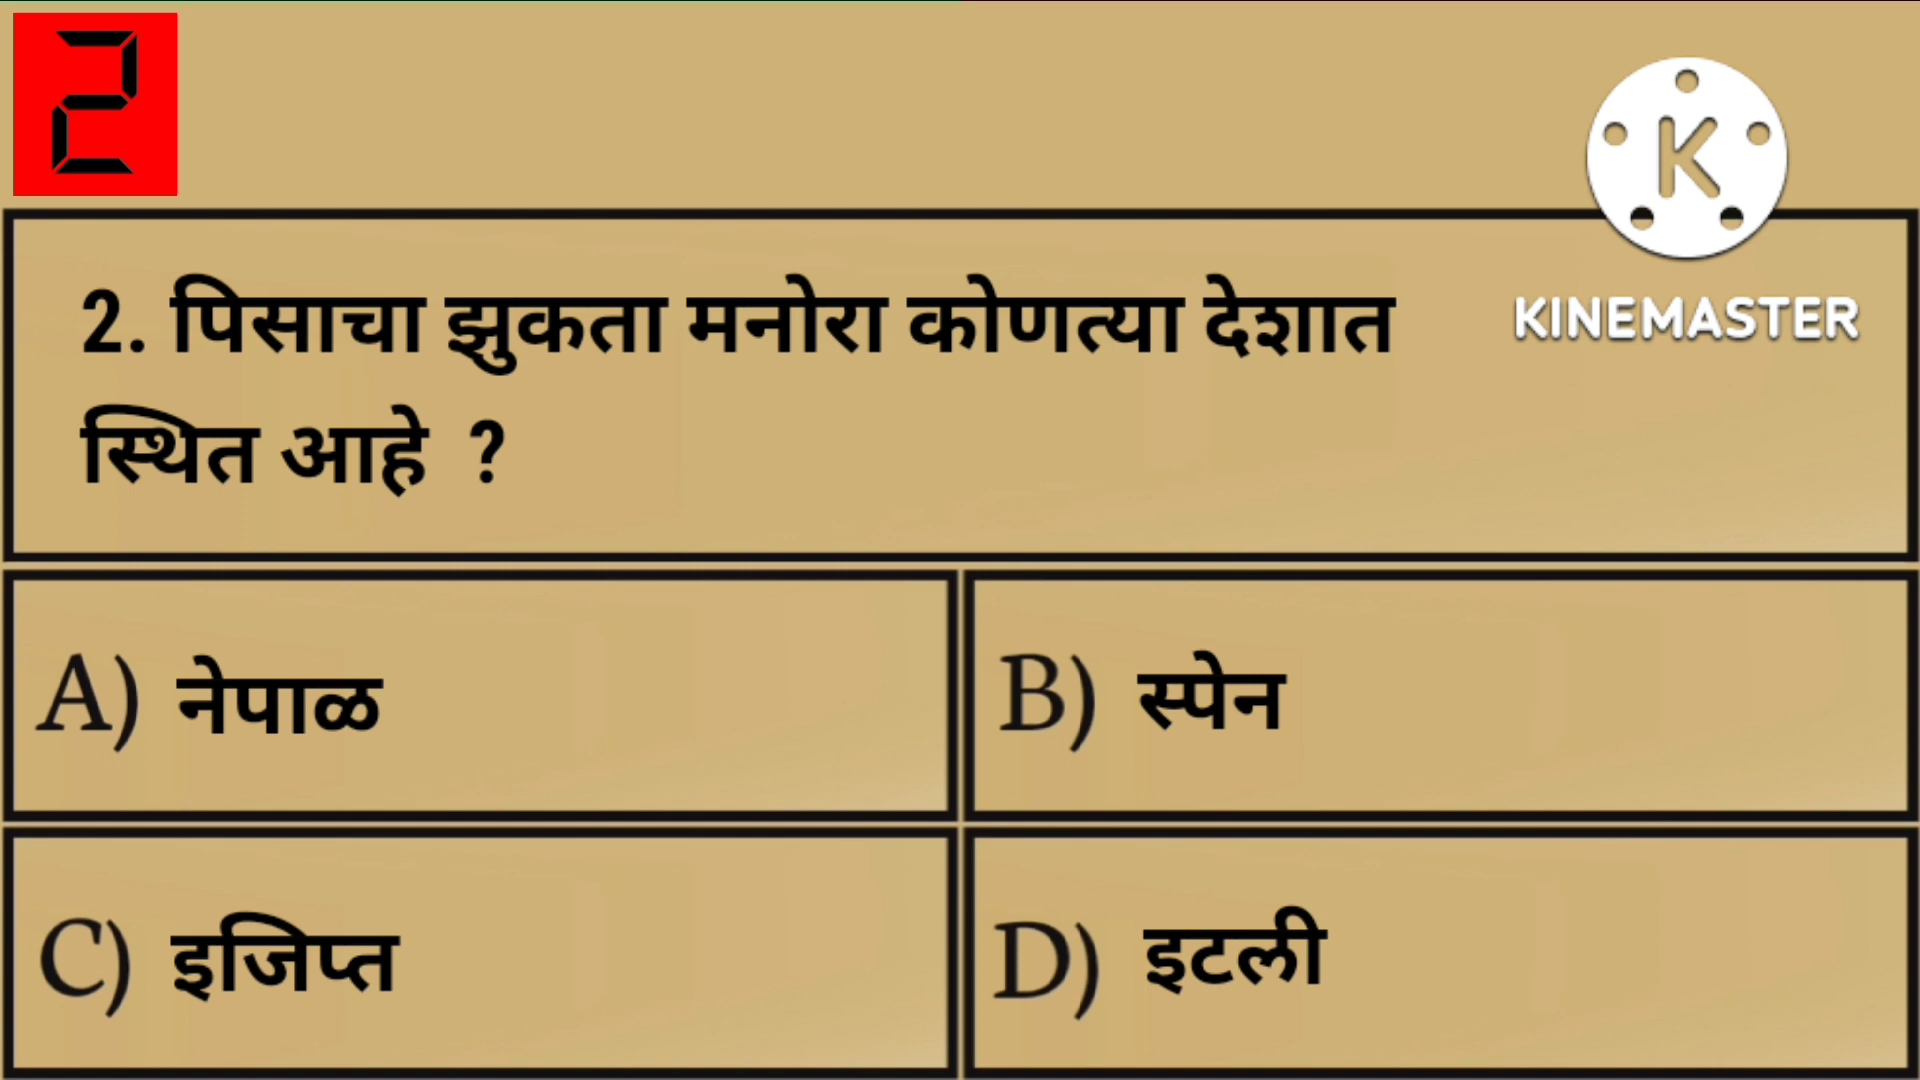 2
KINEMASTER
2. पिसाचा झुकता मनोरा कोणत्या देशात
स्थित आहे ?
A) नेपाळ
B) स्पेन
C) इजिप्त
D) इटली